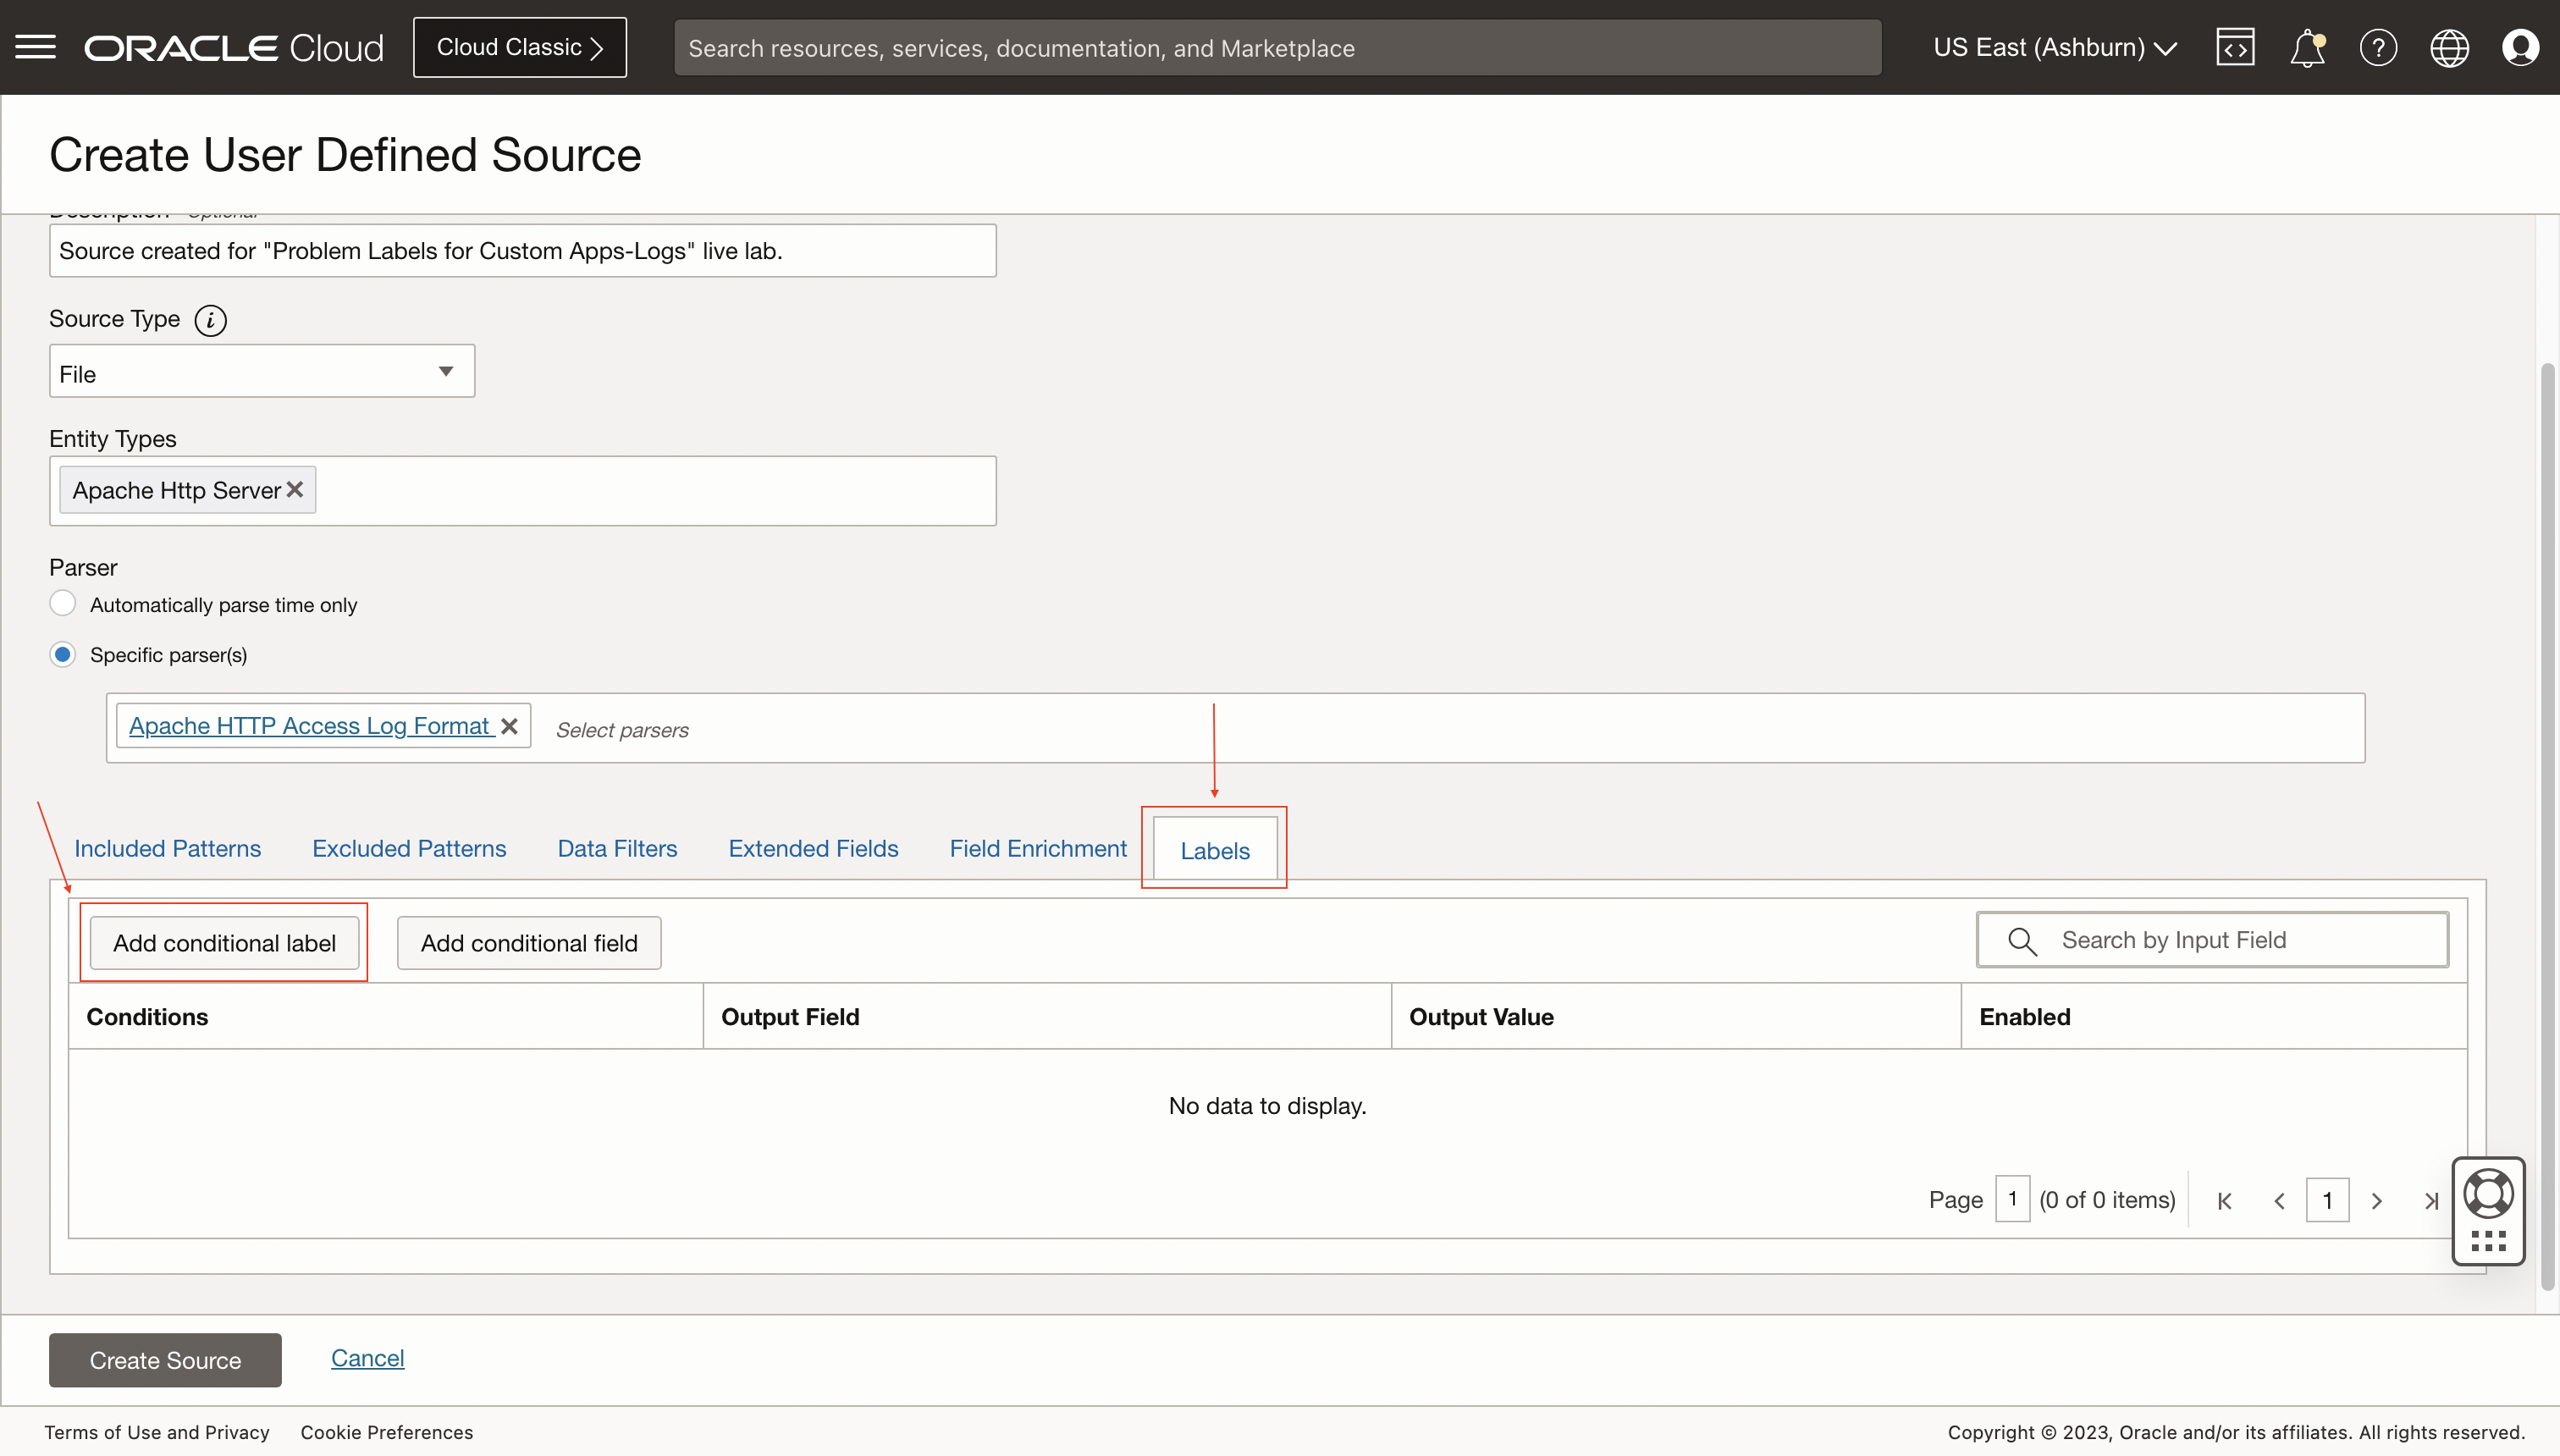 ORACLE Cloud
Cloud Classic
Search resources, services, documentation, and Marketplace
US East (Ashburn)
Create User Defined Source
Description Optional
Source created for "Problem Labels for Custom Apps-Logs" live lab.
Source Type
File
Entity Types
Apache Http Server
Parser
Automatically parse time only
Specific parser(s)
Apache HTTP Access Log Format
Select parsers
Included Patterns
Excluded Patterns
Data Filters
Extended Fields
Field Enrichment
Labels
Add conditional label
Add conditional field
Search by Input Field
Conditions
Output Field
Output Value
Enabled
No data to display.
Page 1 (0 of 0 items)
1
Create Source
Cancel
Terms of Use and Privacy
Cookie Preferences
Copyright © 2023, Oracle and/or its affiliates. All rights reserved.